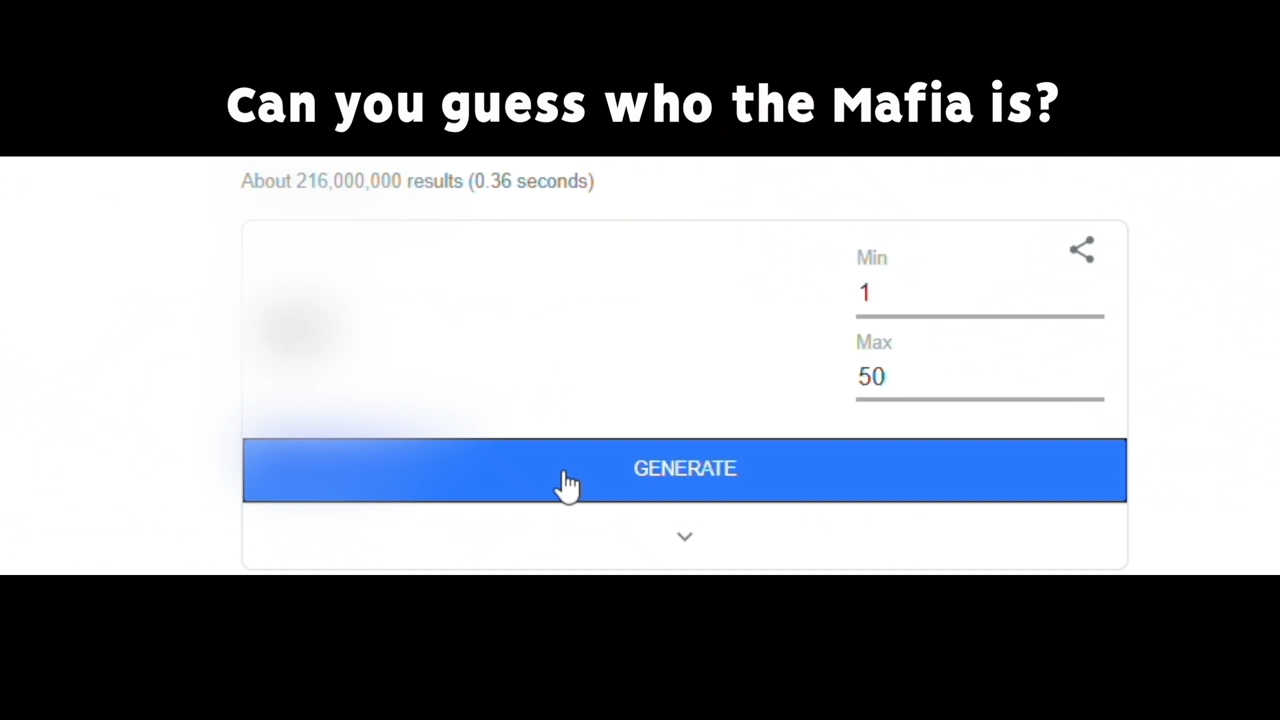 Can you guess who the Mafia is?
About 216,000,000 results (0.36 seconds)
Min
1
Max
50
GENERATE